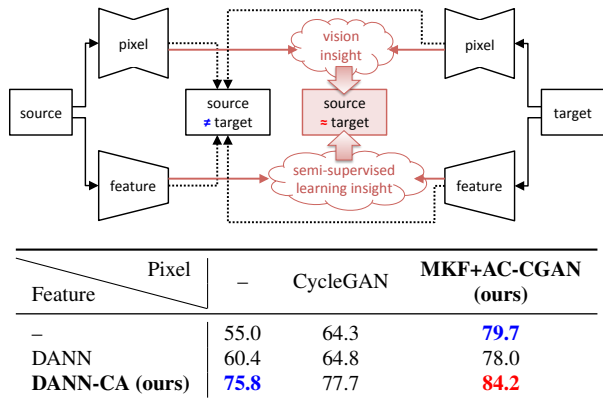 pixel
vision
insight
pixel
source
source
≠ target
source
≈ target
target
feature
semi-supervised
learning insight
feature
Pixel
Feature
– CycleGAN MKF+AC-CGAN
(ours)
– 55.0 64.3 79.7
DANN 60.4 64.8 78.0
DANN-CA (ours) 75.8 77.7 84.2